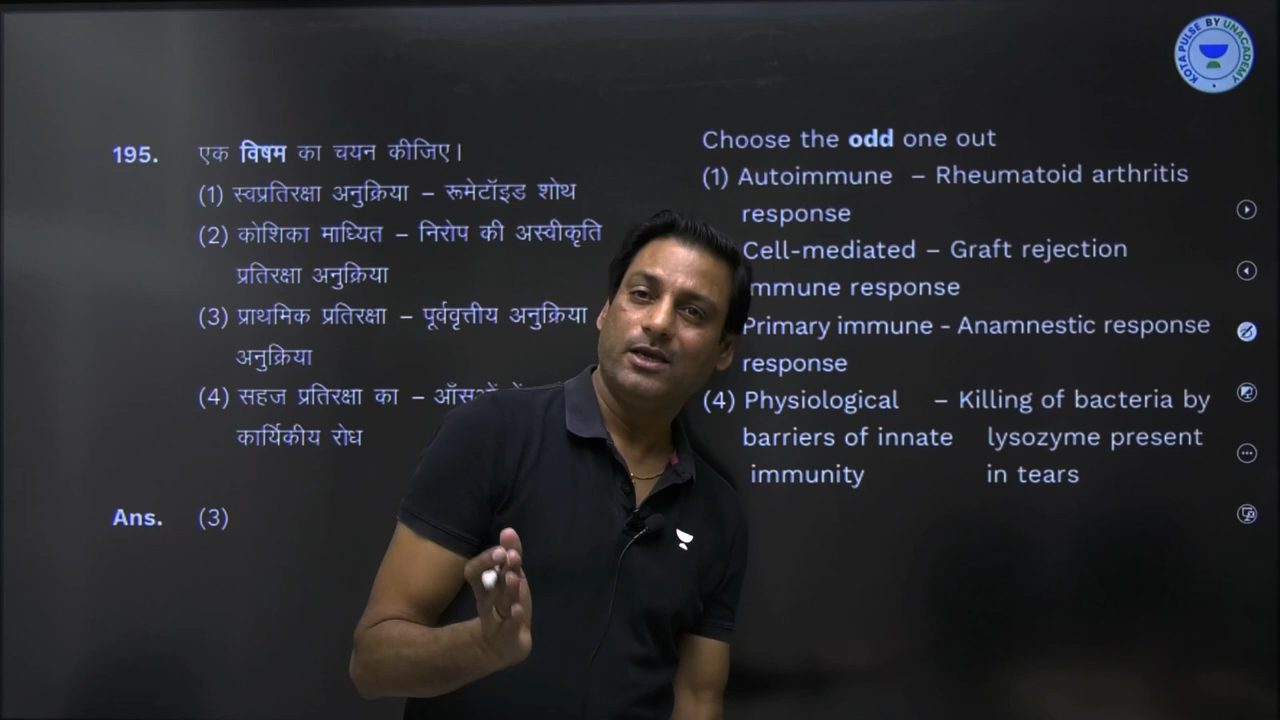 KOTA PULSE BY UNACADEMY
195. एक विषम का चयन कीजिए।
(1) स्वप्रतिरक्षा अनुक्रिया – रूमेटॉइड शोथ
(2) कोशिका माध्यित – निरोप की अस्वीकृति
प्रतिरक्षा अनुक्रिया
(3) प्राथमिक प्रतिरक्षा – पूर्ववृत्तीय अनुक्रिया
अनुक्रिया
(4) सहज प्रतिरक्षा का –
कार्यिकीय रोध
Ans. (3)
Choose the odd one out
(1) Autoimmune – Rheumatoid arthritis
response
Cell-mediated – Graft rejection
immune response
Primary immune - Anamnestic response
response
(4) Physiological – Killing of bacteria by
barriers of innate lysozyme present
immunity in tears